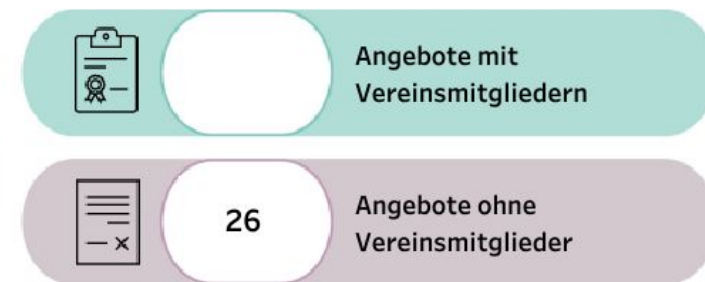 Angebote mit
Vereinsmitgliedern
26
Angebote ohne
Vereinsmitglieder